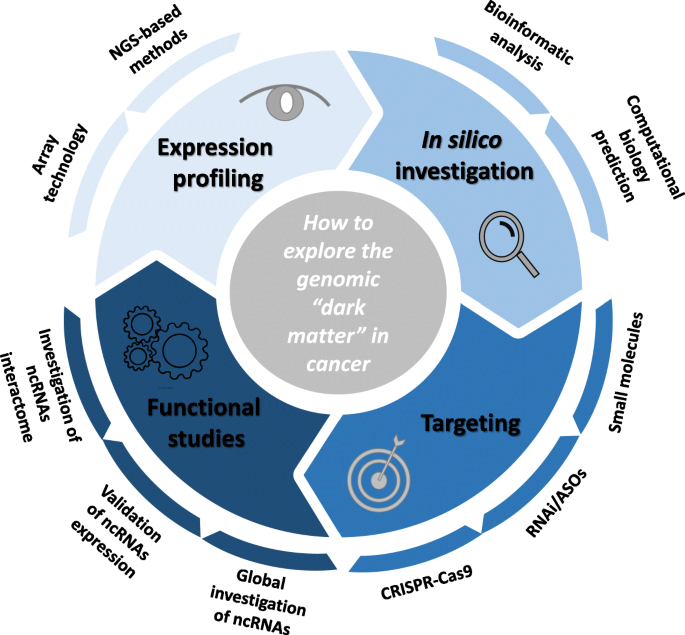 NGS-based
methods
Array
technology
Expression
profiling
Bioinformatic
analysis
Computational
biology
prediction
In silico
investigation
How to
explore the
genomic
“dark
matter” in
cancer
Small molecules
RNAi/ASOs
CRISPR-Cas9
Targeting
Functional
studies
Global
investigation
of ncRNAs
Validation
of ncRNAs
expression
Investigation of
ncRNAs
interactome